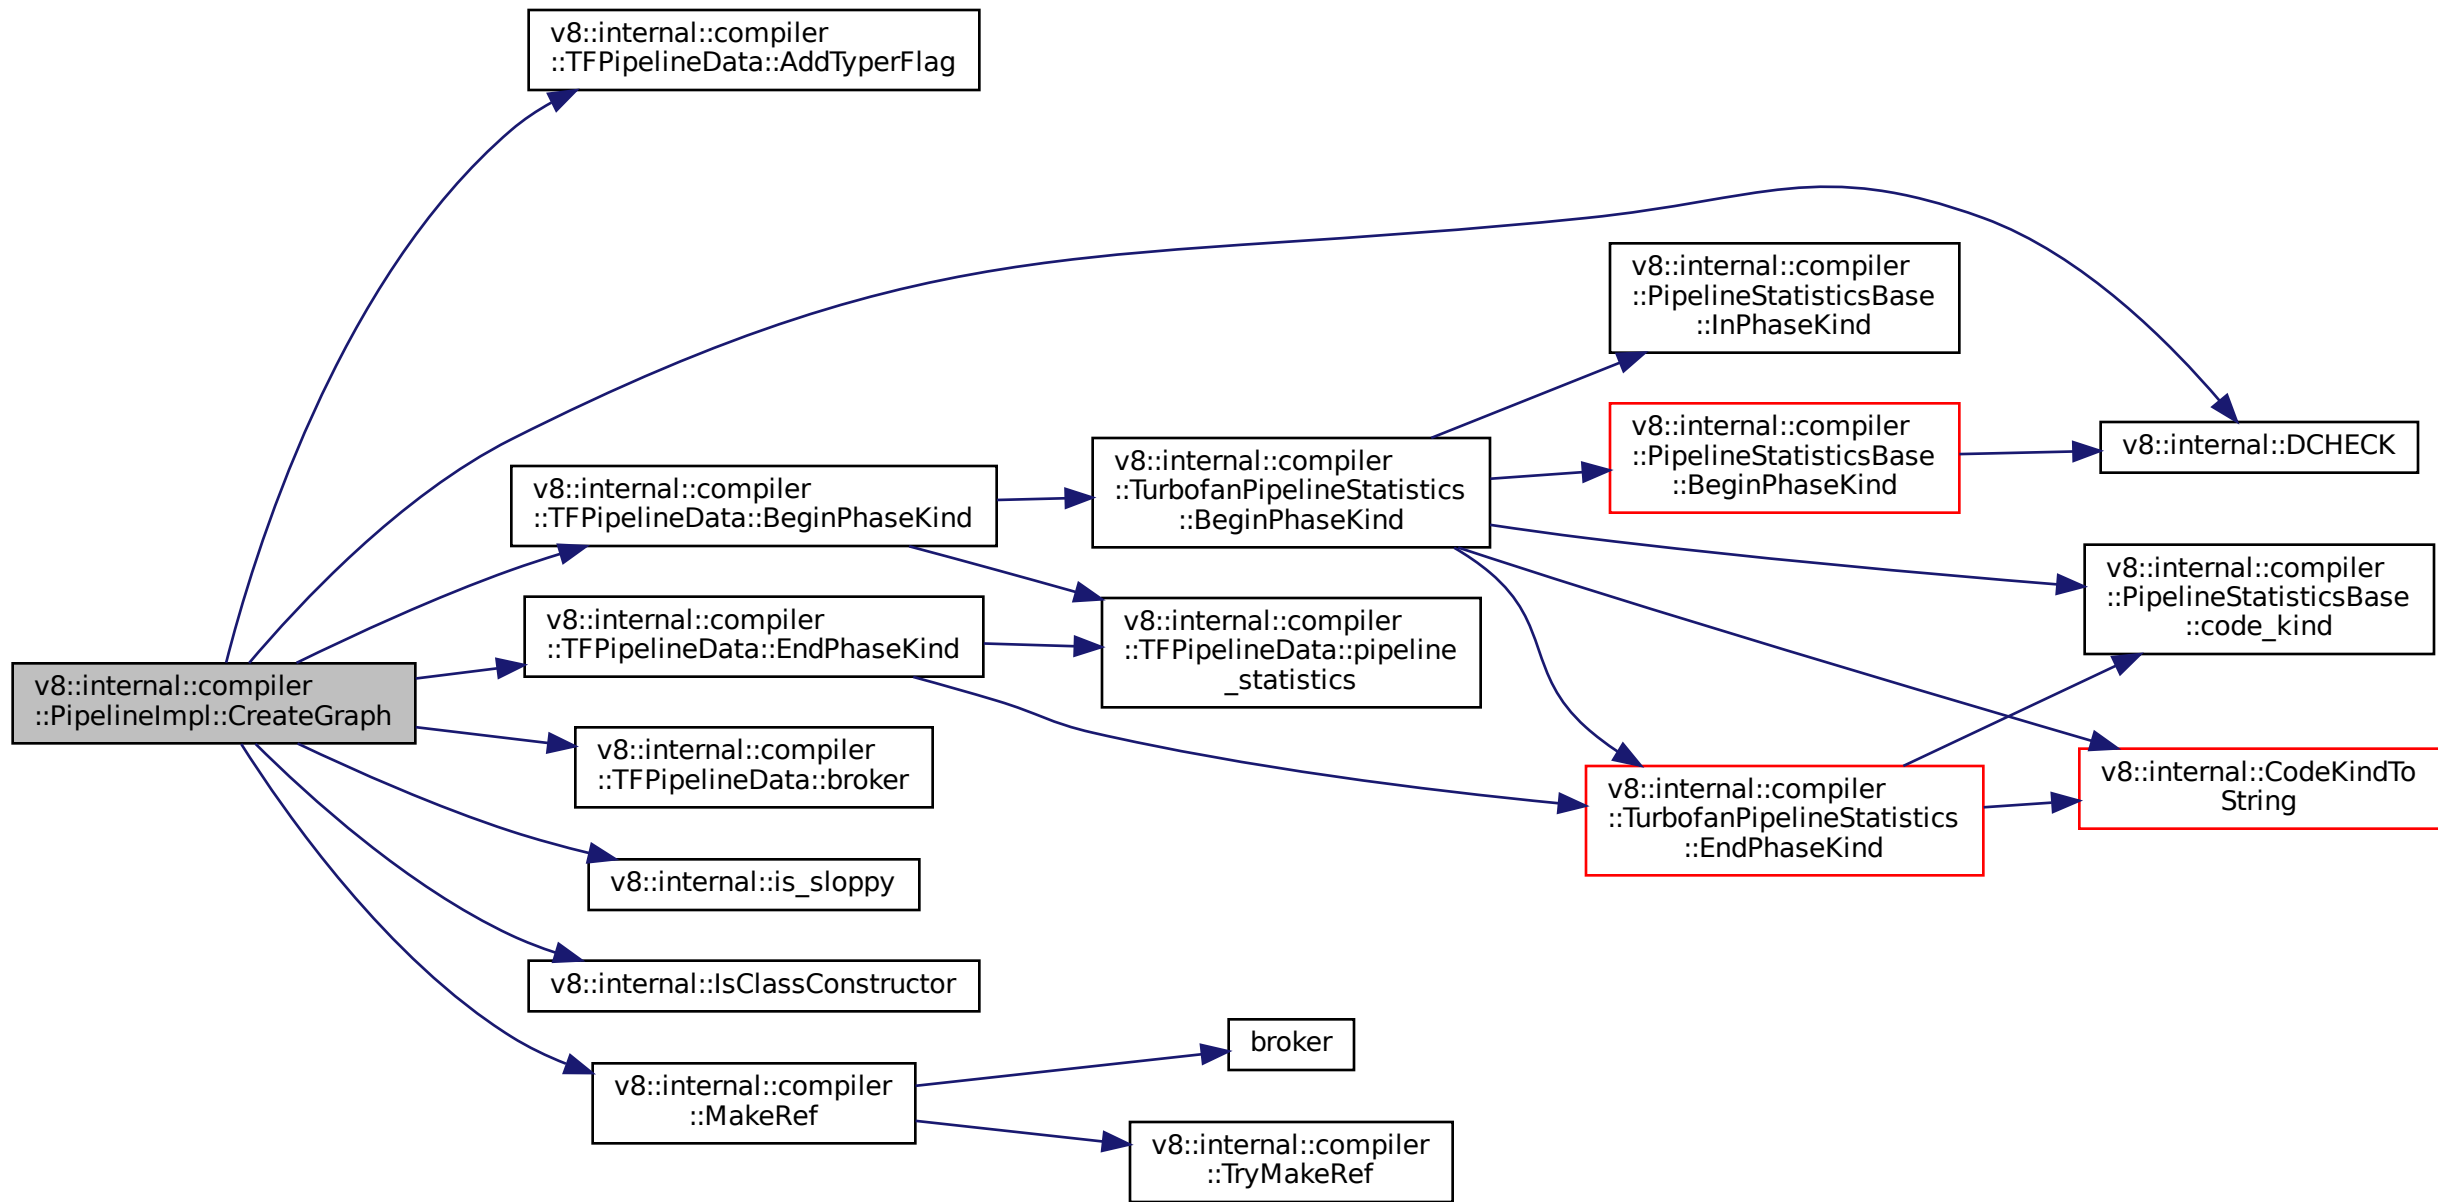 v8::internal::compiler
::PipelineImpl::CreateGraph
v8::internal::compiler
::TFPipelineData::AddTyperFlag
v8::internal::compiler
::TFPipelineData::BeginPhaseKind
v8::internal::compiler
::TFPipelineData::EndPhaseKind
v8::internal::compiler
::TFPipelineData::broker
v8::internal::is_sloppy
v8::internal::IsClassConstructor
v8::internal::compiler
::MakeRef
v8::internal::compiler
::TurbofanPipelineStatistics
::BeginPhaseKind
v8::internal::compiler
::TFPipelineData::pipeline
_statistics
broker
v8::internal::compiler
::TryMakeRef
v8::internal::compiler
::PipelineStatisticsBase
::InPhaseKind
v8::internal::compiler
::PipelineStatisticsBase
::BeginPhaseKind
v8::internal::compiler
::TurbofanPipelineStatistics
::EndPhaseKind
v8::internal::DCHECK
v8::internal::compiler
::PipelineStatisticsBase
::code_kind
v8::internal::CodeKindTo
String